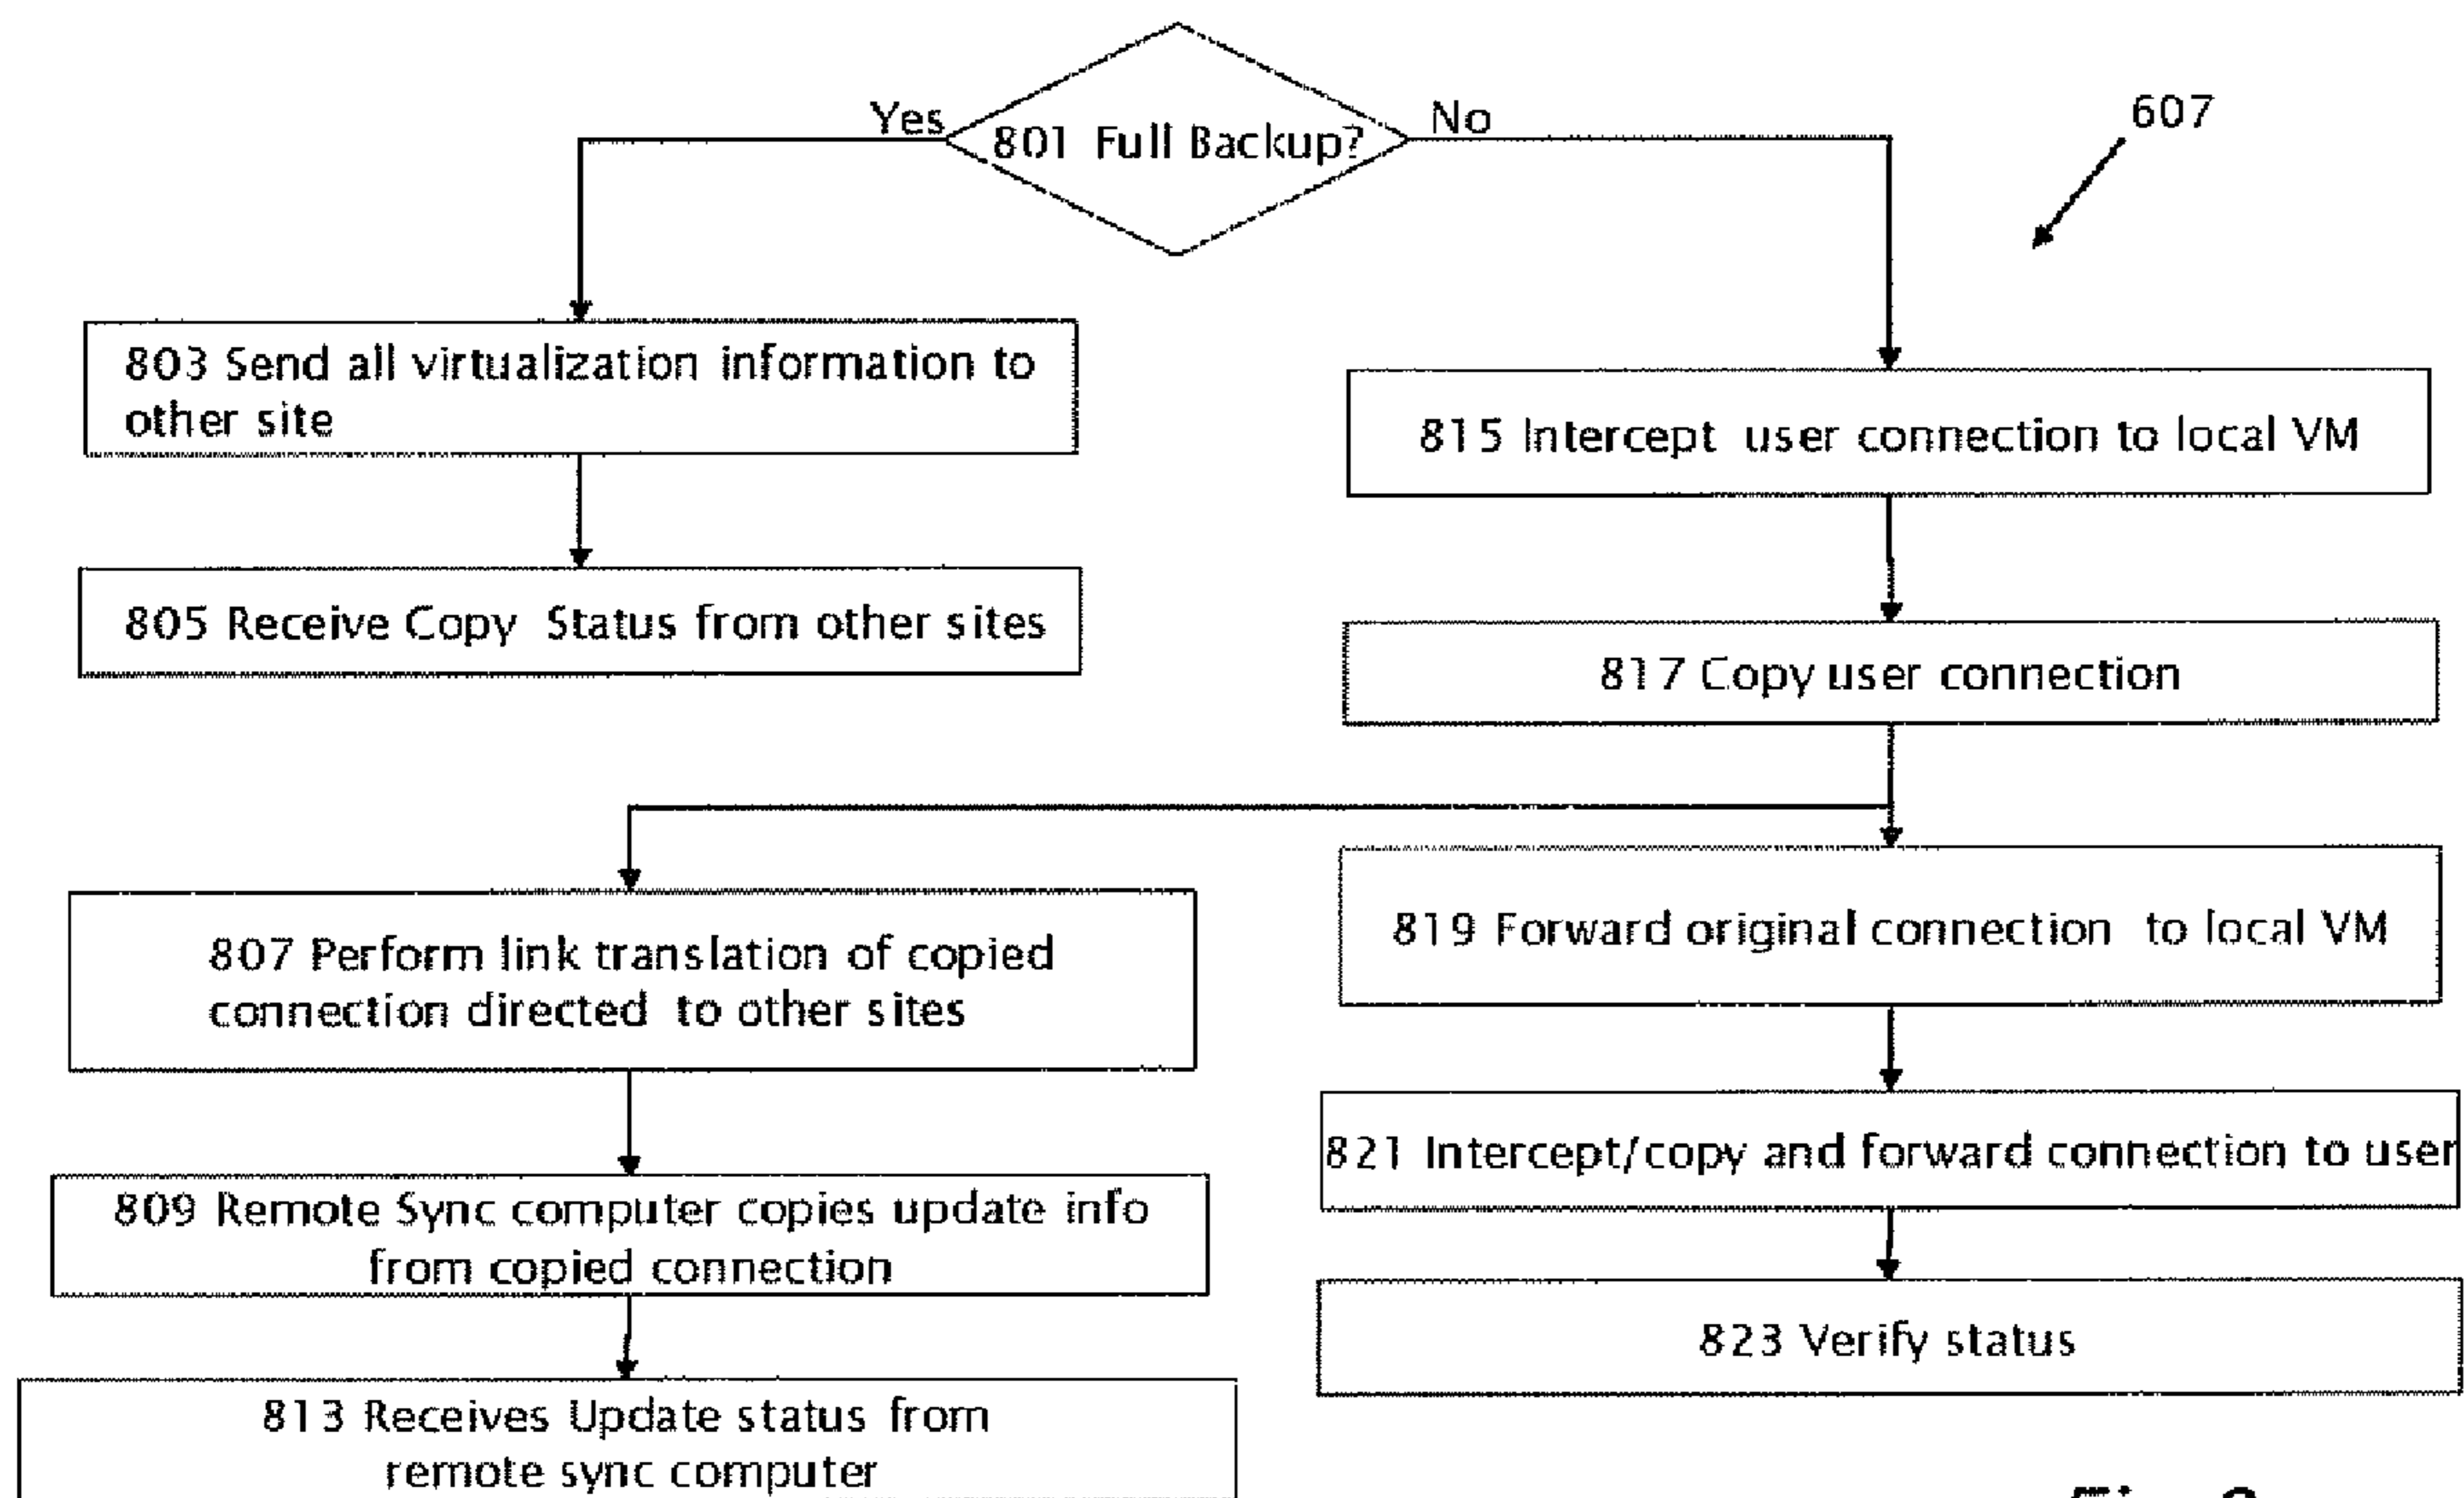 Yes
801 Full Backup?
No
607
803 Send all virtualization information to
other site
815 Intercept user connection to local VM
805 Receive Copy Status from other sites
817 Copy user connection
807 Perform link translation of copied
connection directed to other sites
819 Forward original connection to local VM
821 Intercept/copy and forward connection to user
809 Remote Sync computer copies update info
from copied connection
823 Verify status
813 Receives Update status from
remote sync computer